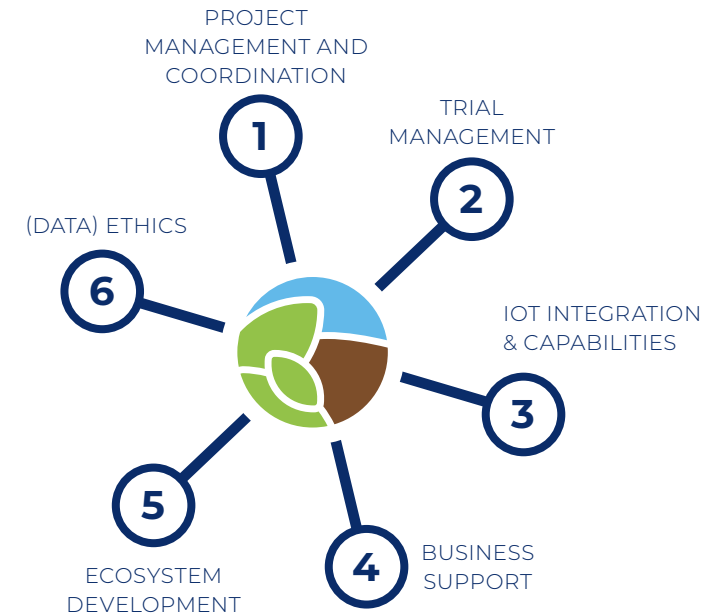 PROJECT
MANAGEMENT AND
COORDINATION
1
TRIAL
MANAGEMENT
2
IOT INTEGRATION
& CAPABILITIES
3
BUSINESS
SUPPORT
4
ECOSYSTEM
DEVELOPMENT
5
(DATA) ETHICS
6